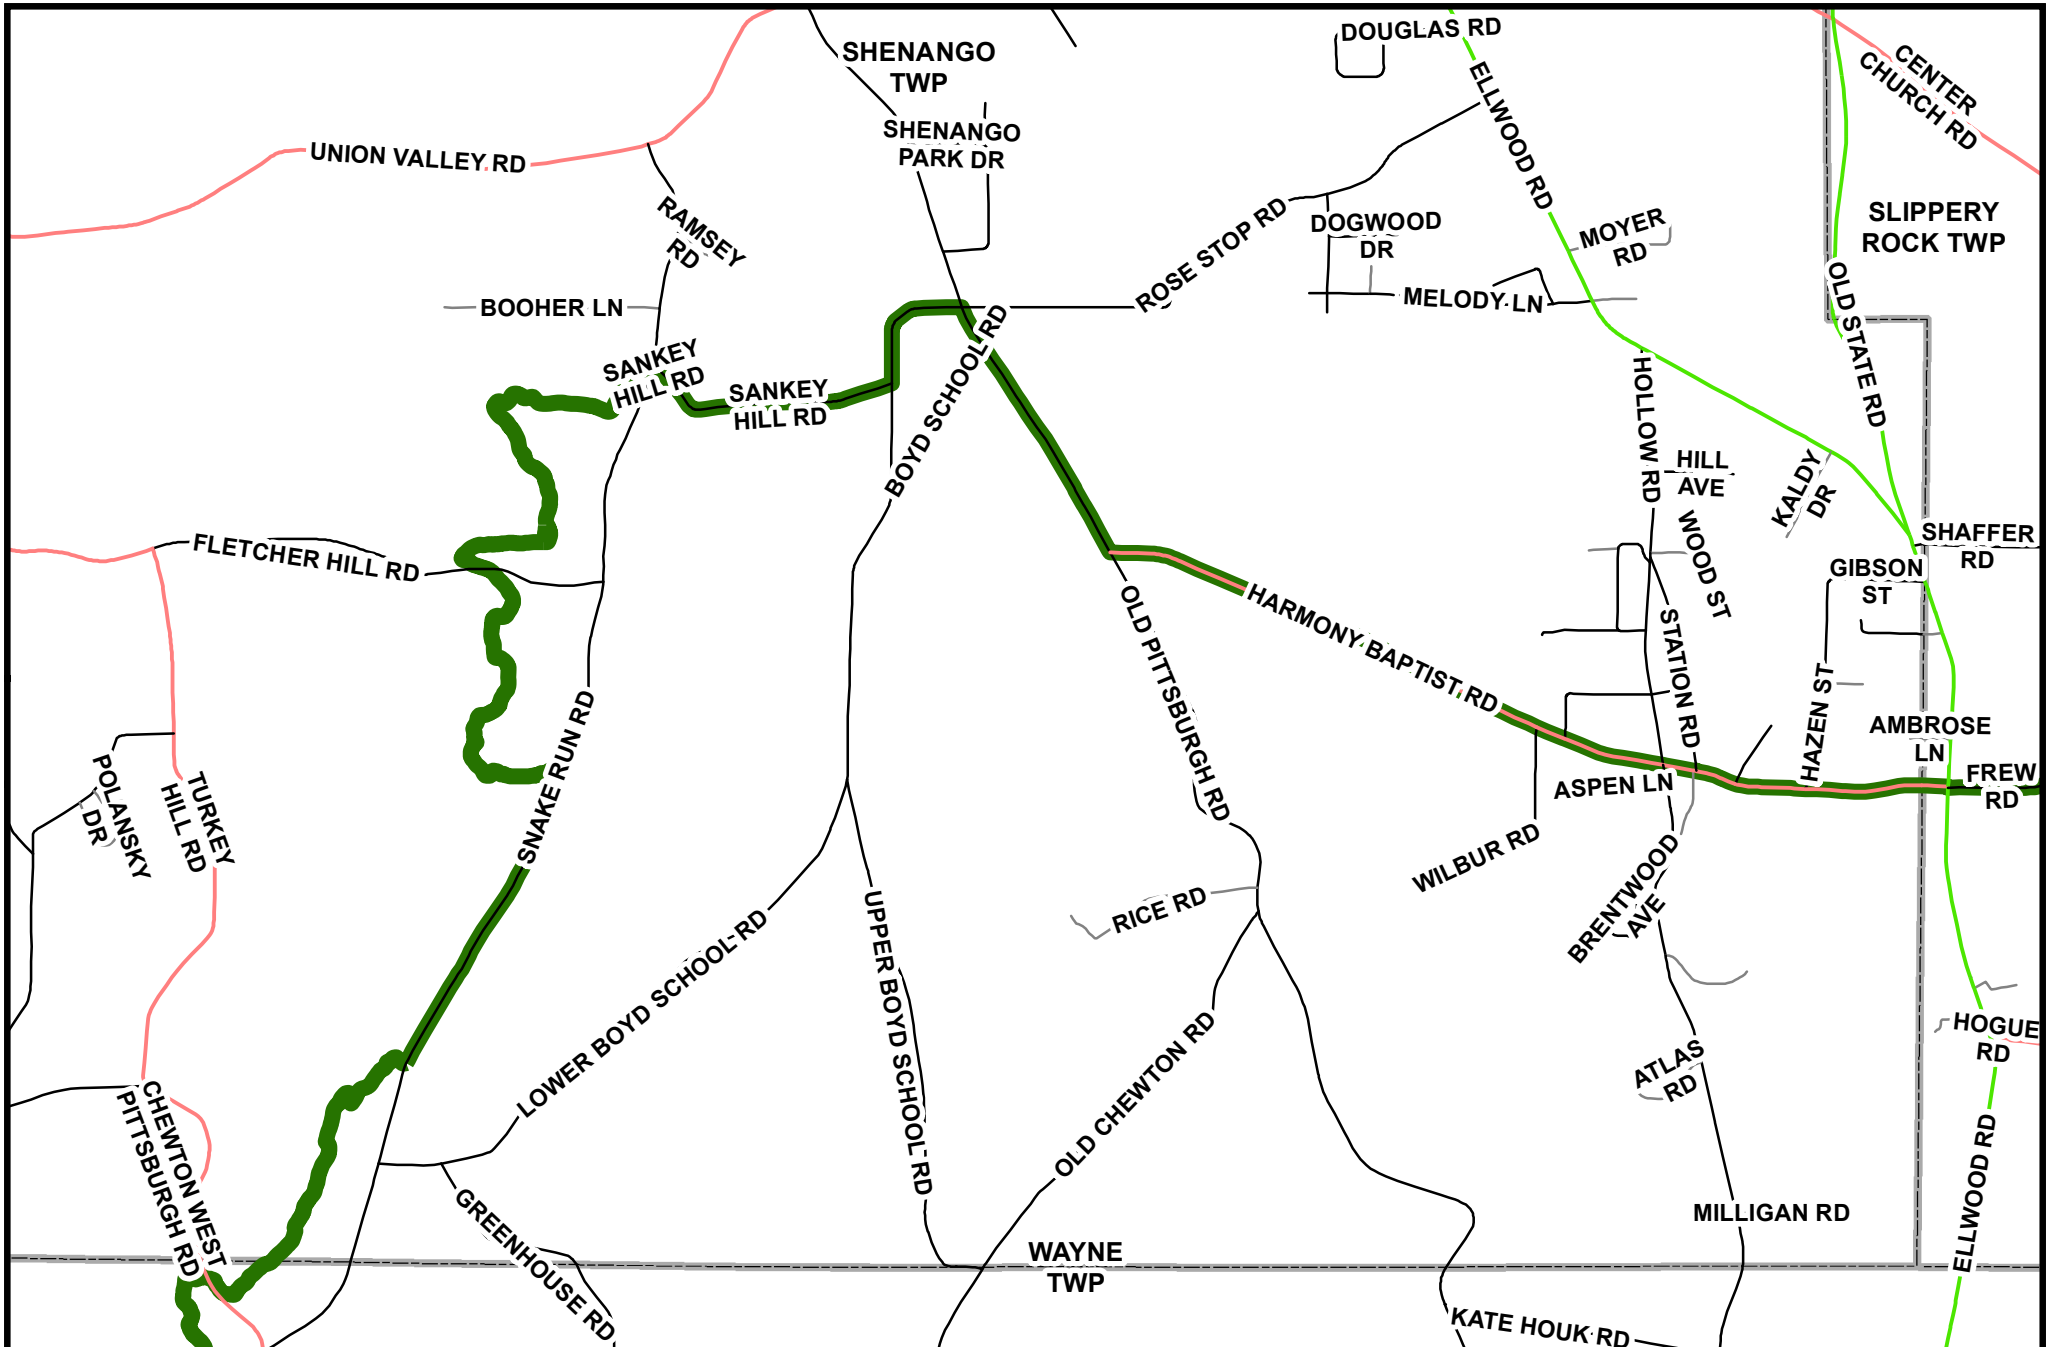 DOUGLAS RD
SHENANGO
TWP
CENTER
CHURCH RD
ELLWOOD RD
SHENANGO
PARK DR
UNION VALLEY RD
RAMSEY
RD
ROSE STOP RD
DOGWOOD
DR
MOYER
RD
SLIPPERY
ROCK TWP
BOOHER LN
MELODY LN
OLD STATE RD
SANKEY
HILL RD
SANKEY
HILL RD
BOYD SCHOOL RD
HOLLOW RD
HILL
AVE
KALDY
DR
WOOD ST
SHAFFER
RD
FLETCHER HILL RD
GIBSON
ST
HARMONY BAPTIST RD
OLD PITTSBURGH RD
STATION RD
HAZEN ST
AMBROSE
LN
SNAKE RUN RD
POLANSKY
DR
TURKEY
HILL RD
ASPEN LN
FREW
RD
WILBUR RD
BRENTWOOD
AVE
RICE RD
LOWER BOYD SCHOOL RD
UPPER BOYD SCHOOL RD
OLD CHEWTON RD
HOGUE
RD
ATLAS
RD
CHEWTON WEST
PITTSBURGH RD
GREENHOUSE RD
MILLIGAN RD
ELLWOOD RD
WAYNE
TWP
KATE HOUK RD